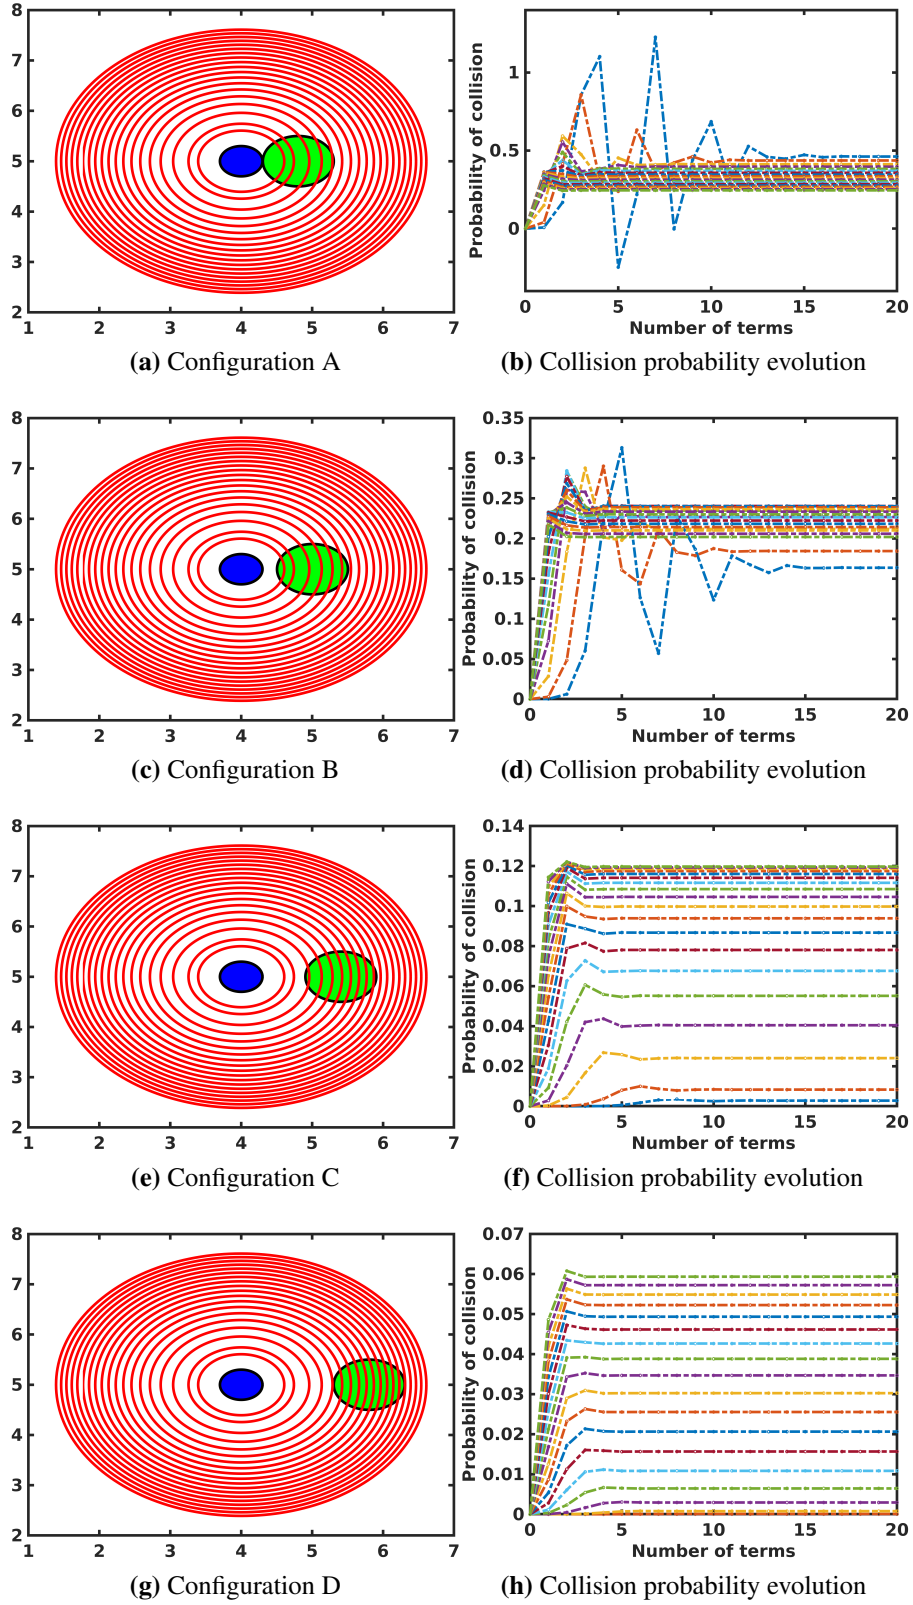 8
7
6
5
4
3
2
1 2 3 4 5 6 7
(a) Configuration A
Probability of collision
1
0.5
0
0 5 10 15 20
Number of terms
(b) Collision probability evolution
8
7
6
5
4
3
2
1 2 3 4 5 6 7
(c) Configuration B
Probability of collision
0.35
0.3
0.25
0.2
0.15
0.1
0.05
0
0 5 10 15 20
Number of terms
(d) Collision probability evolution
8
7
6
5
4
3
2
1 2 3 4 5 6 7
(e) Configuration C
Probability of collision
0.14
0.12
0.1
0.08
0.06
0.04
0.02
0
0 5 10 15 20
Number of terms
(f) Collision probability evolution
8
7
6
5
4
3
2
1 2 3 4 5 6 7
(g) Configuration D
Probability of collision
0.07
0.06
0.05
0.04
0.03
0.02
0.01
0
0 5 10 15 20
Number of terms
(h) Collision probability evolution